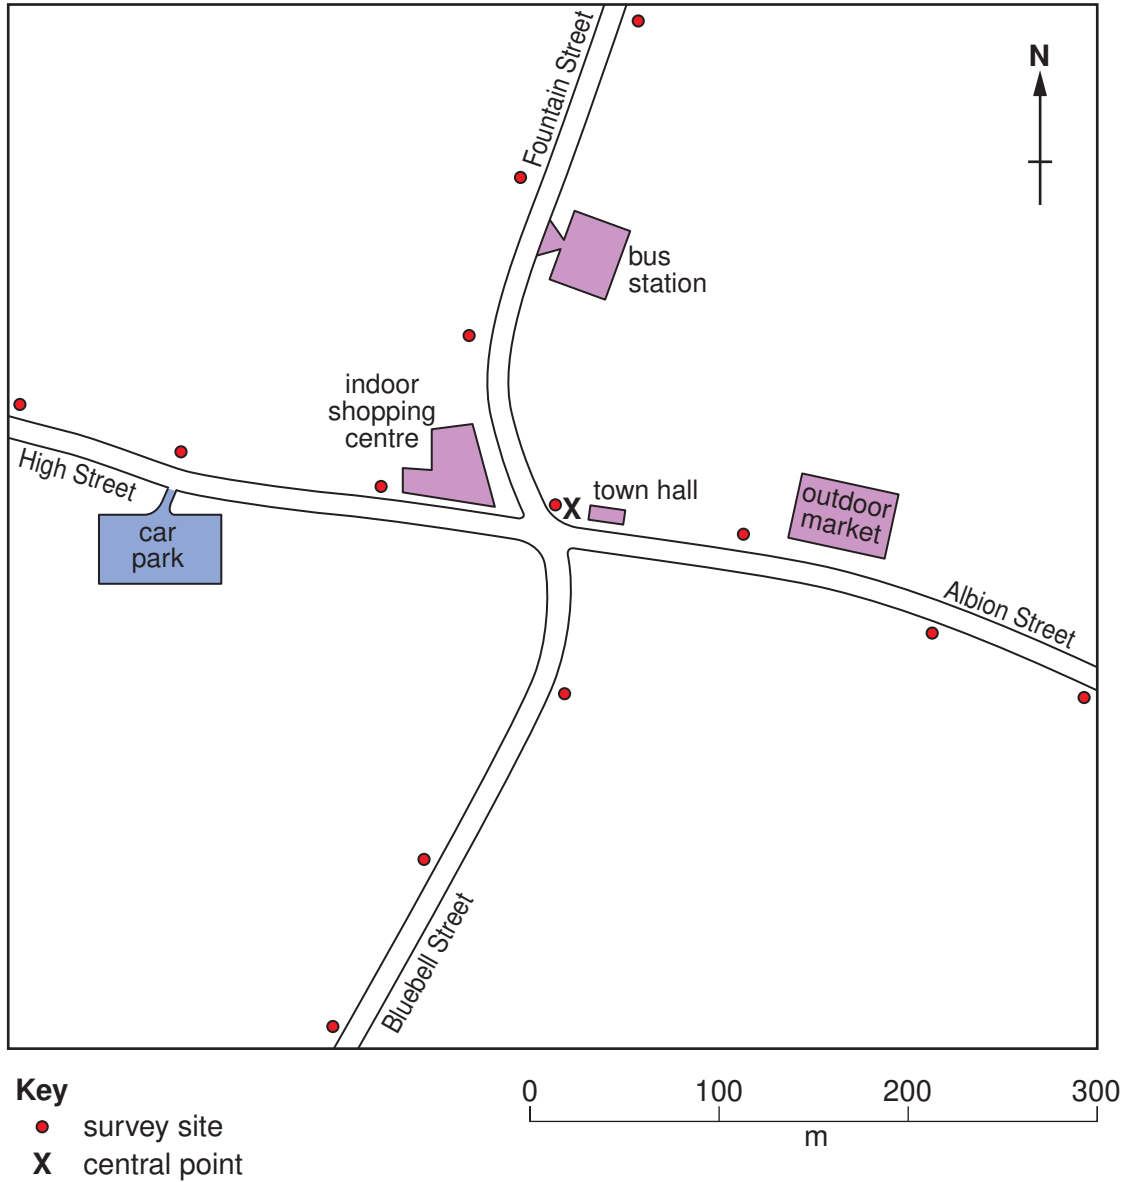 Fountain Street
N
bus
station
indoor
shopping
centre
High Street
car
park
X
town hall
outdoor
market
Albion Street
Bluebell Street
Key
survey site
X central point
0 100 200 300
m